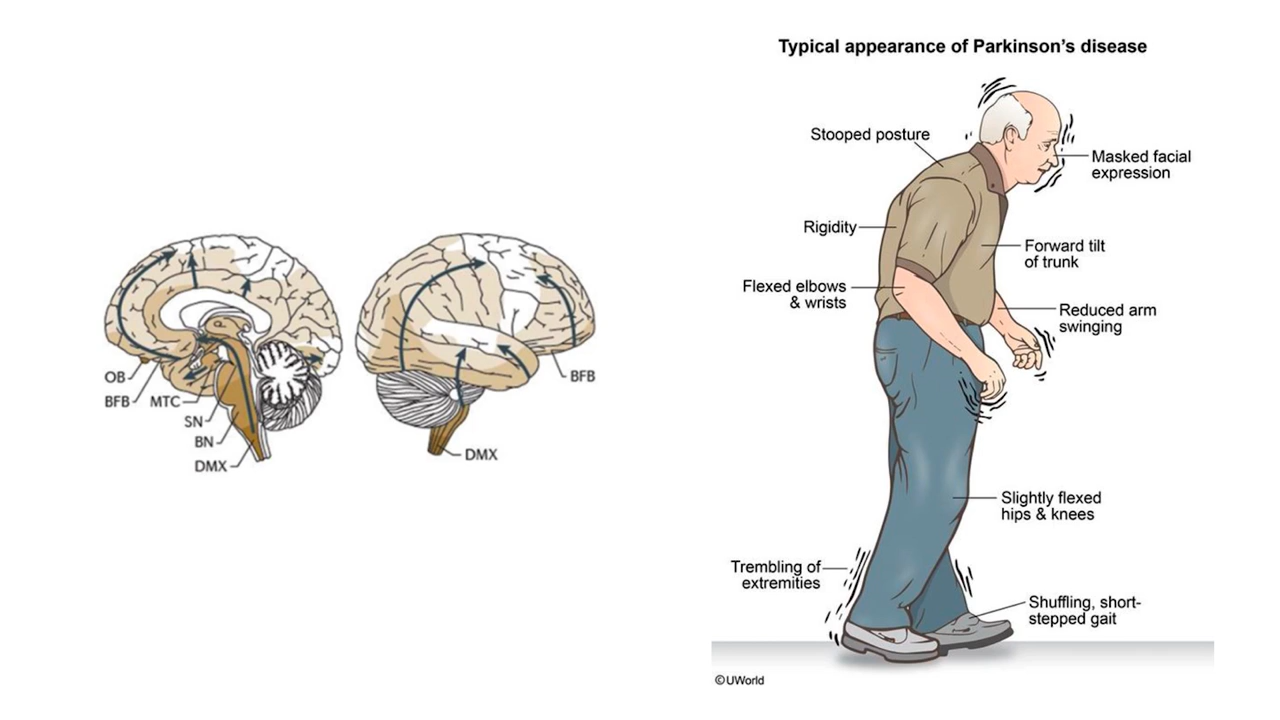 OB
BFB
MTC
SN
BN
DMX
BFB
DMX
Typical appearance of Parkinson's disease
Stooped posture
Masked facial
expression
Rigidity
Forward tilt
of trunk
Flexed elbows
& wrists
Reduced arm
swinging
Slightly flexed
hips & knees
Trembling of
extremities
Shuffling, short-
stepped gait
©UWorld